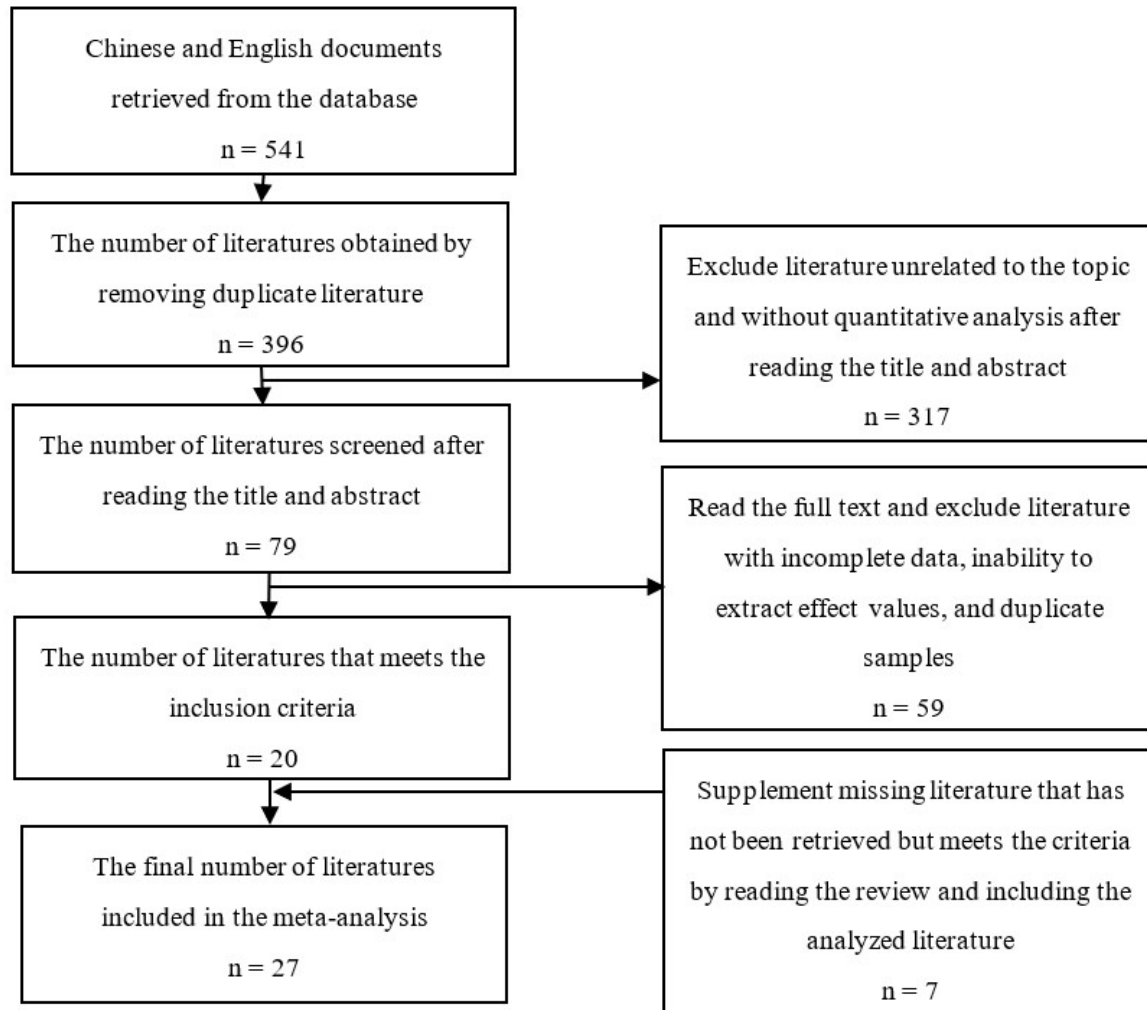 Chinese and English documents
retrieved from the database
n = 541
The number of literatures obtained by
removing duplicate literature
n = 396
Exclude literature unrelated to the topic
and without quantitative analysis after
reading the title and abstract
n = 317
The number of literatures screened after
reading the title and abstract
n = 79
Read the full text and exclude literature
with incomplete data, inability to
extract effect values, and duplicate
samples
n = 59
The number of literatures that meets the
inclusion criteria
n = 20
Supplement missing literature that has
not been retrieved but meets the criteria
by reading the review and including the
analyzed literature
n = 7
The final number of literatures
included in the meta-analysis
n = 27